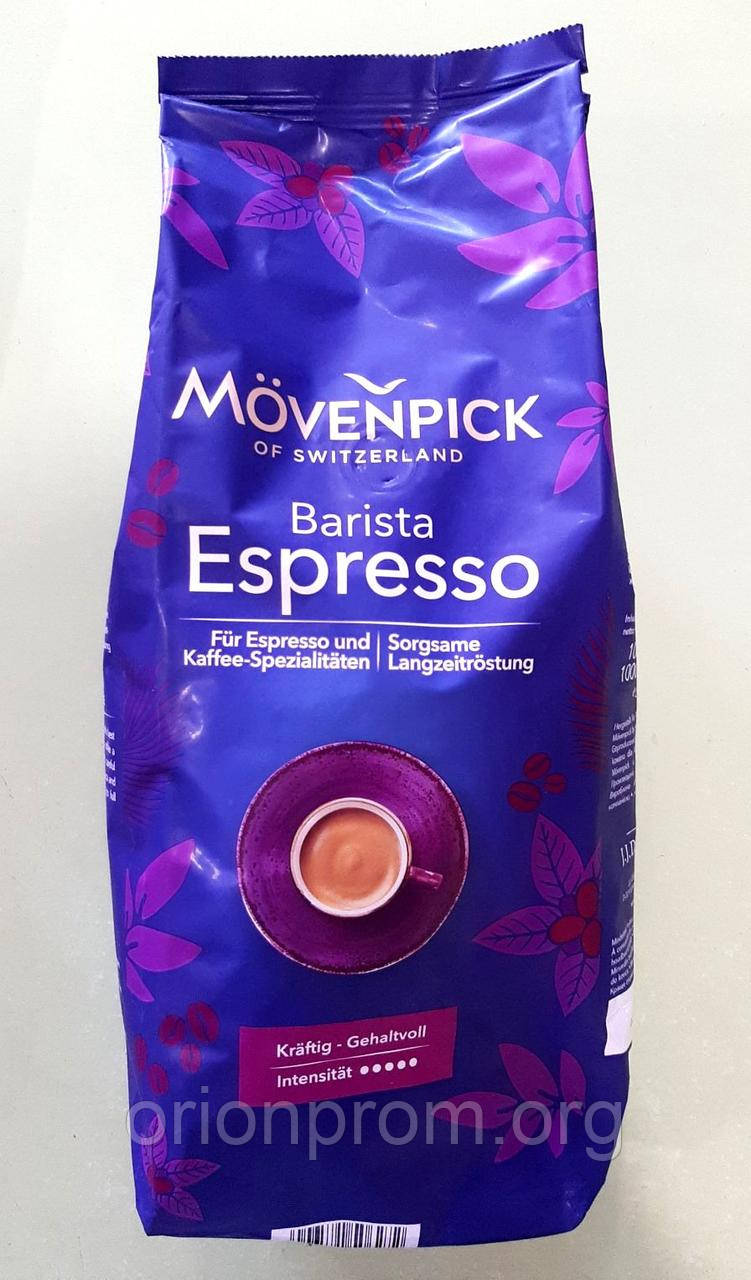 MÖVENPICK
OF SWITZERLAND
Barista
Espresso
Für Espresso und
Kaffee-Spezialitäten
Sorgsame
Langzeitröstung
Kräftig - Gehaltvoll
Intensität
orionprom.org